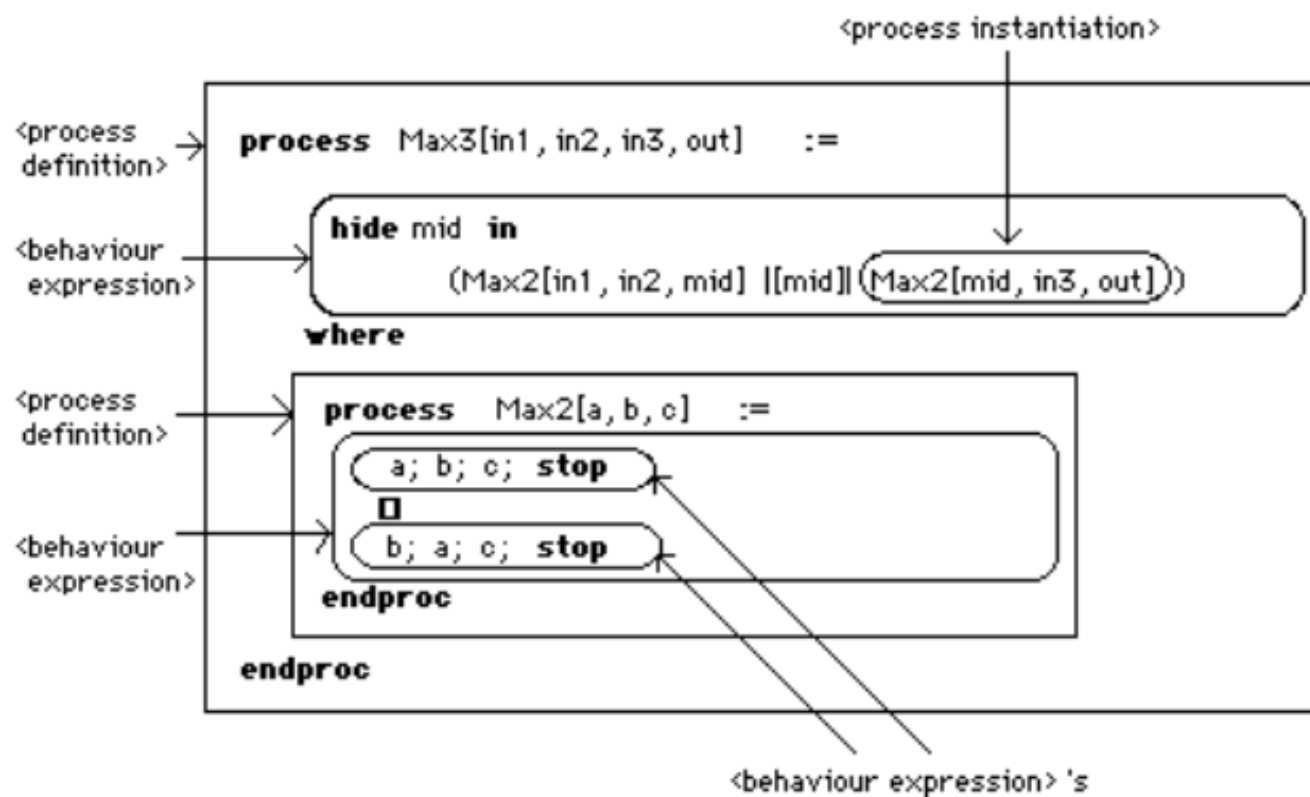 <process instantiation>
<process
definition>
process Max3[in1, in2, in3, out] :=
<behaviour
expression>
hide mid in
(Max2[in1, in2, mid] |[mid]| Max2[mid, in3, out])
where
<process
definition>
process Max2[a, b, c] :=
a; b; c; stop
[]
<behaviour
expression>
b; a; c; stop
endproc
endproc
<behaviour expression> 's